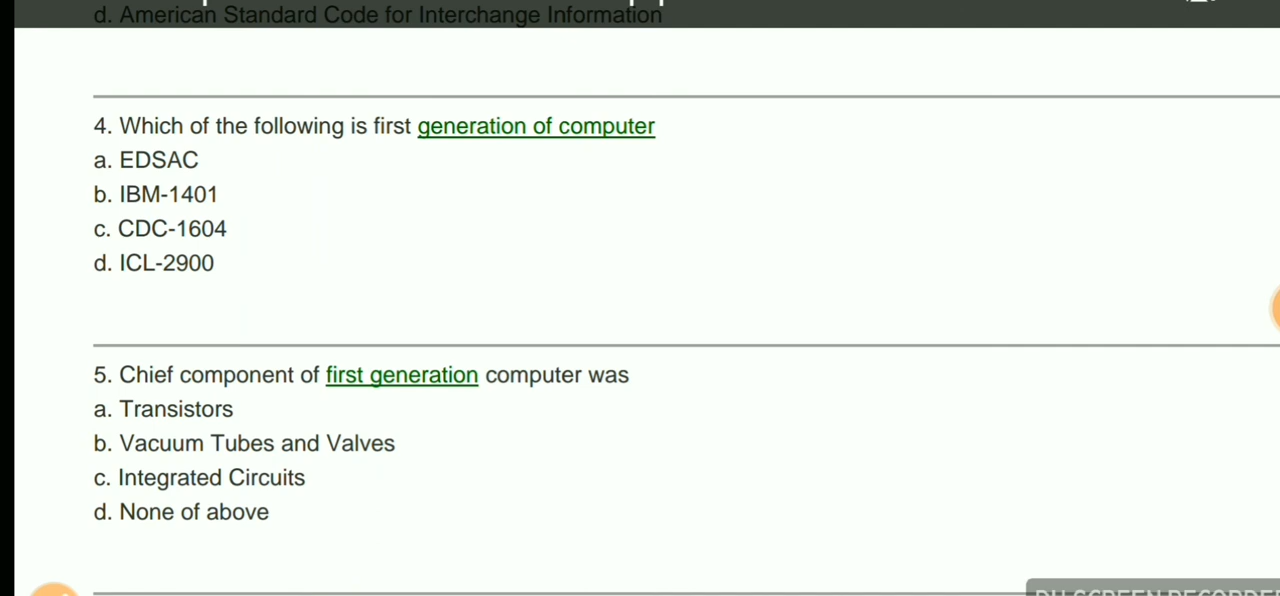 d. American Standard Code for Interchange Information
4. Which of the following is first generation of computer
a. EDSAC
b. IBM-1401
c. CDC-1604
d. ICL-2900
5. Chief component of first generation computer was
a. Transistors
b. Vacuum Tubes and Valves
c. Integrated Circuits
d. None of above